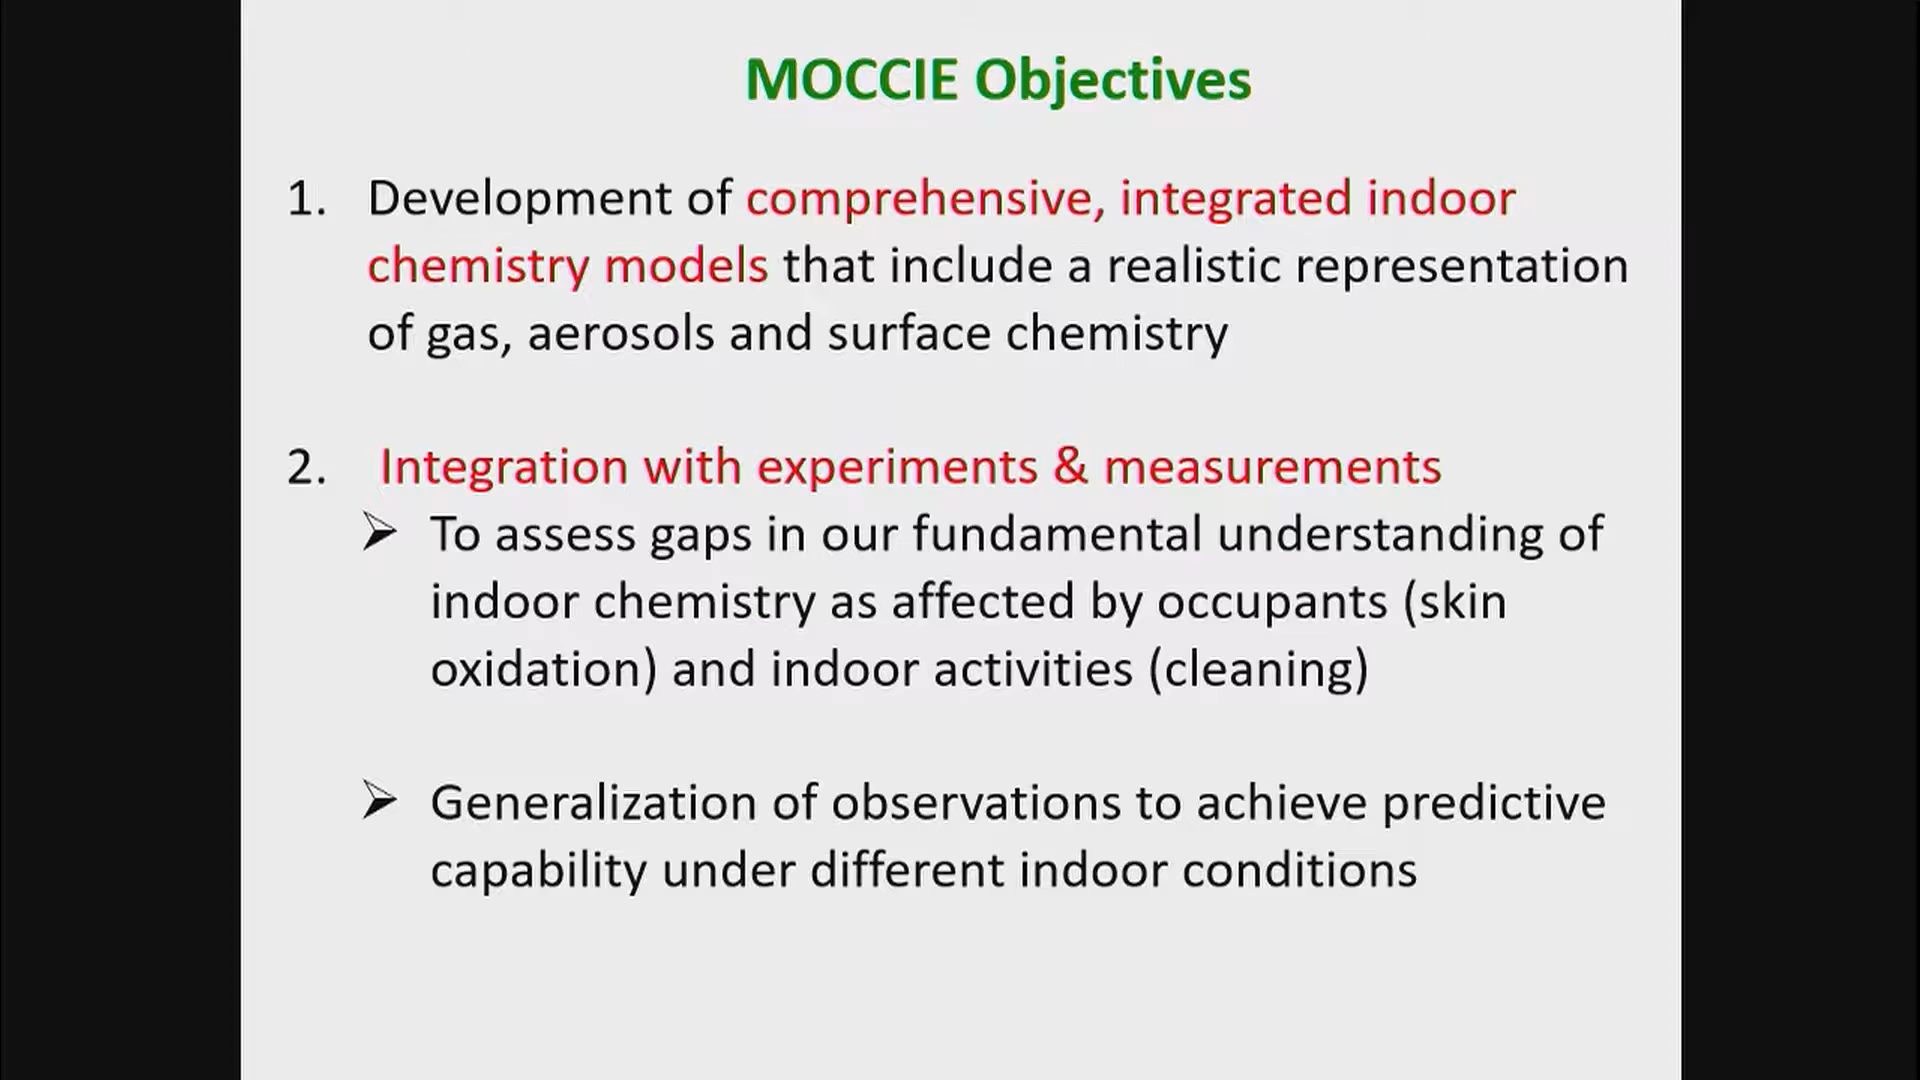 MOCCIE Objectives
1. Development of comprehensive, integrated indoor
chemistry models that include a realistic representation
of gas, aerosols and surface chemistry
2. Integration with experiments & measurements
➢ To assess gaps in our fundamental understanding of
indoor chemistry as affected by occupants (skin
oxidation) and indoor activities (cleaning)
➢ Generalization of observations to achieve predictive
capability under different indoor conditions